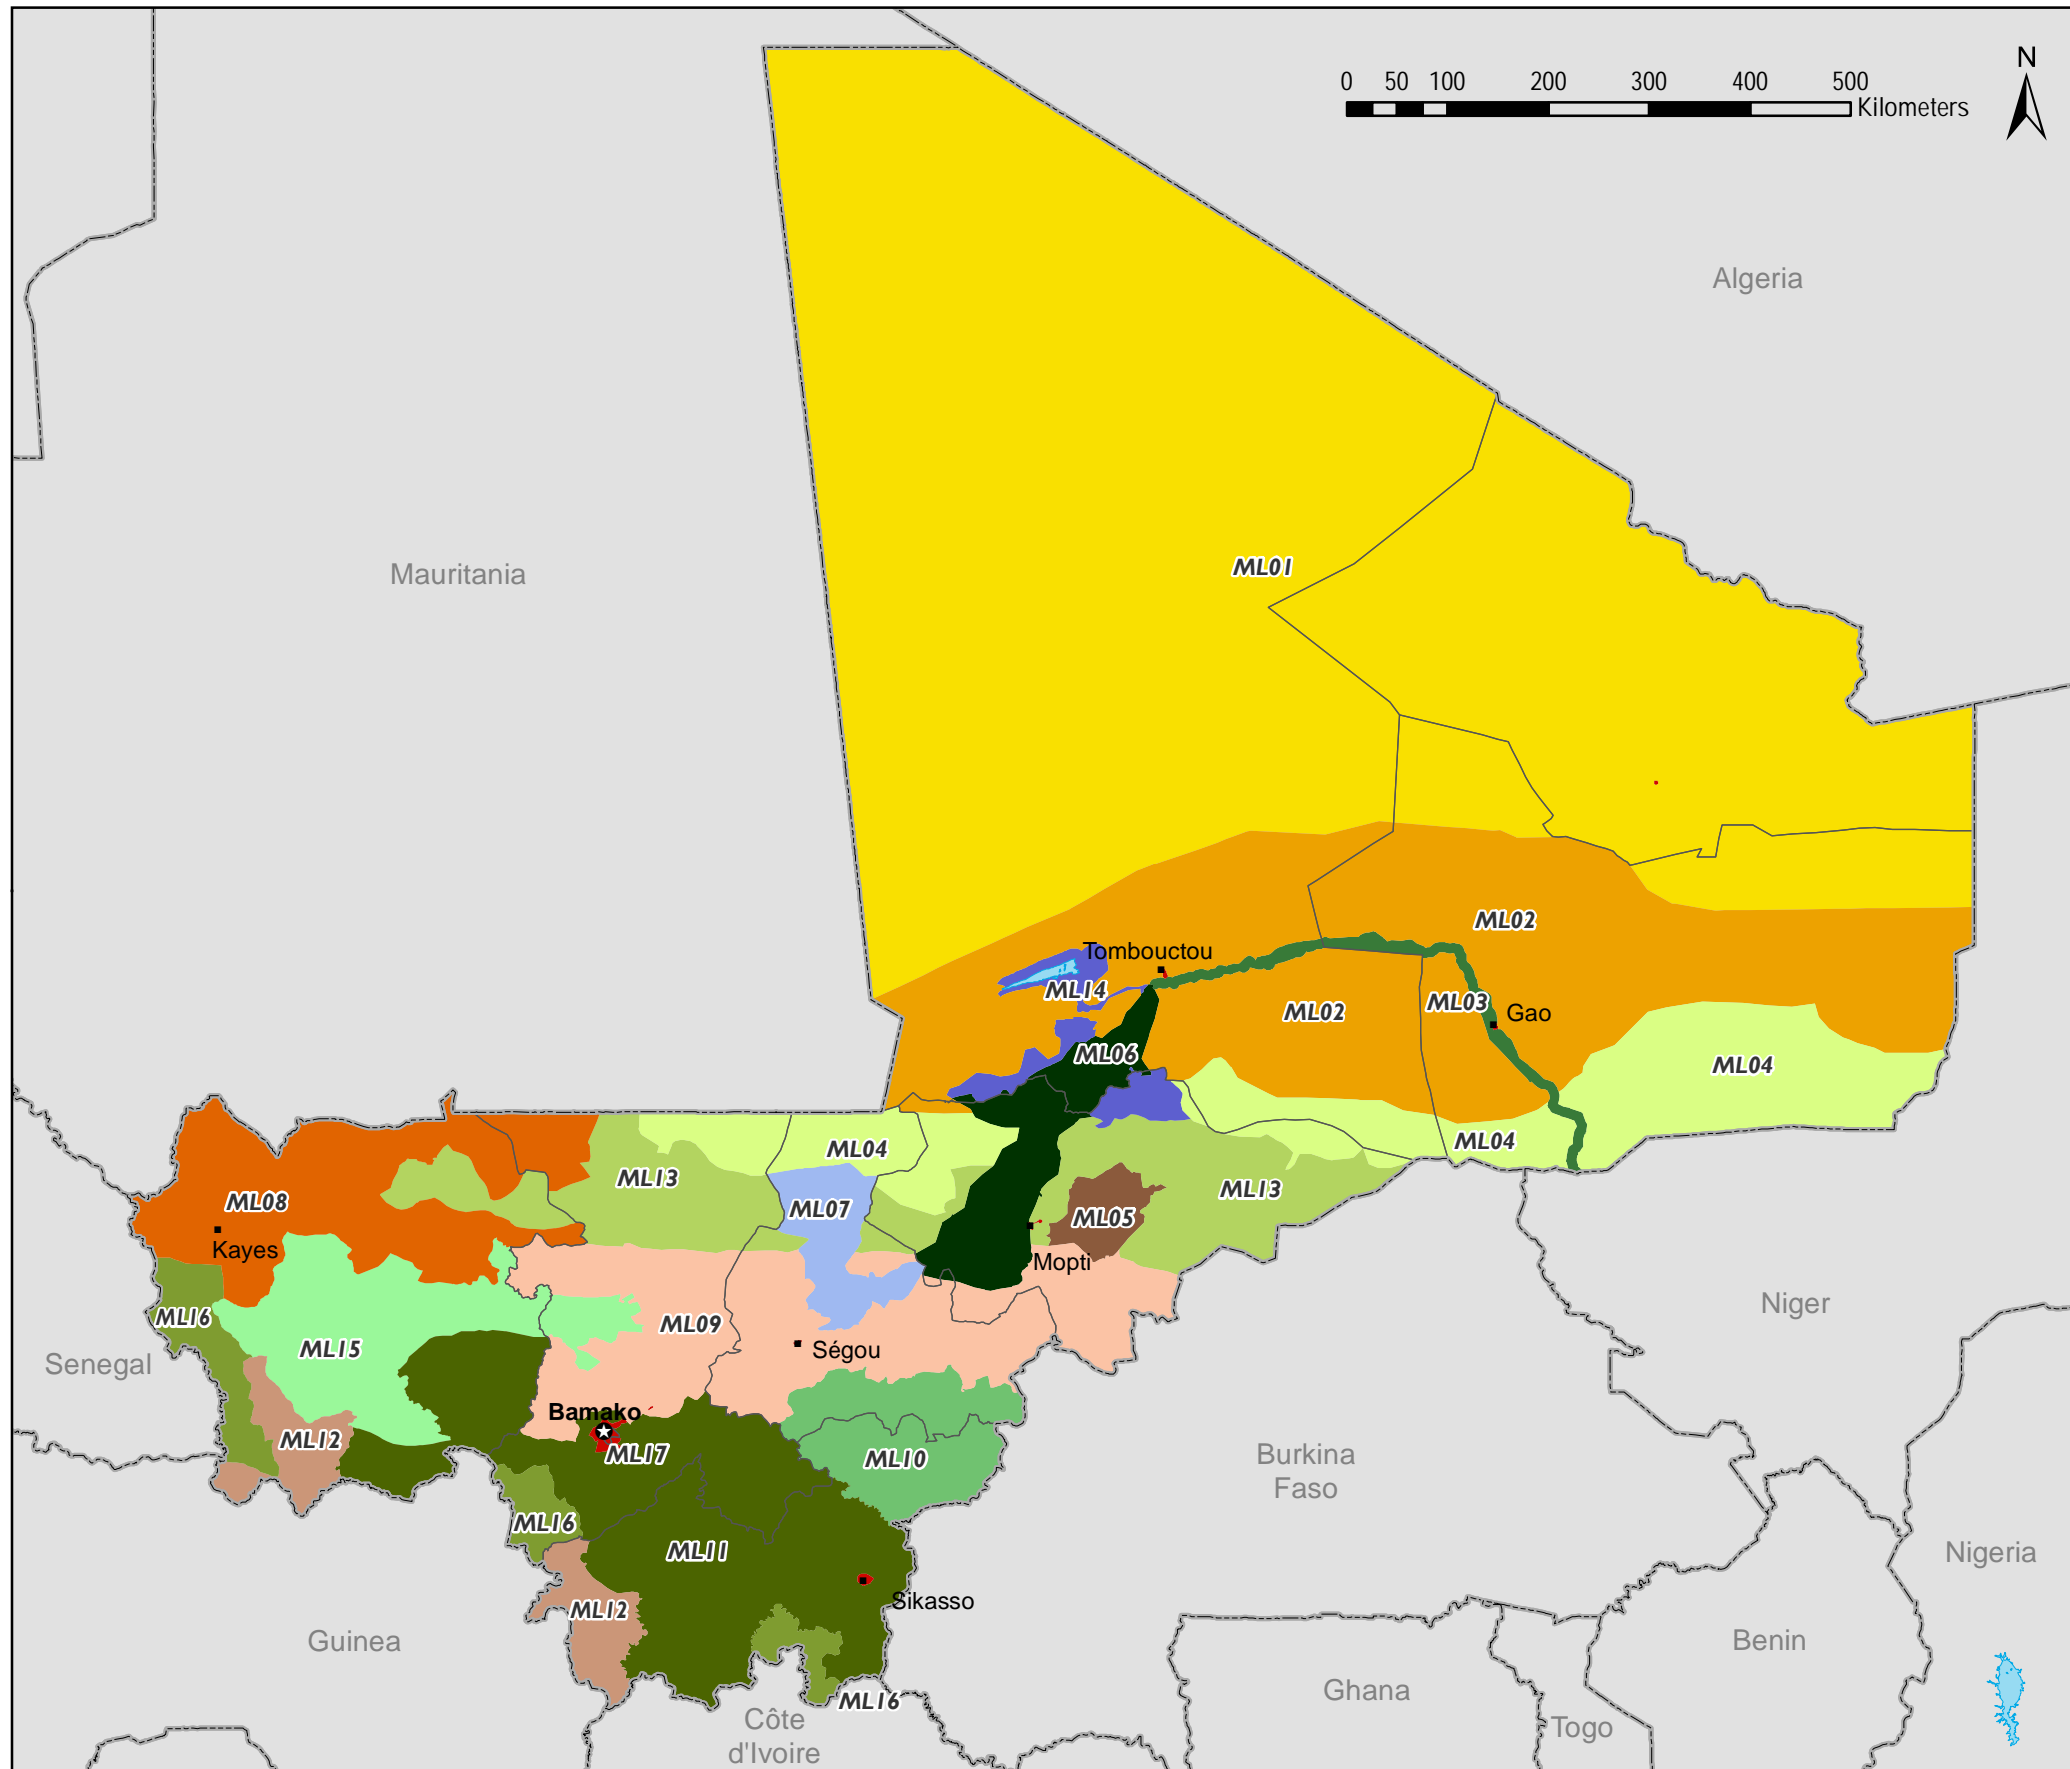 N
0 50 100 200 300 400 500
Kilometers
Algeria
Mauritania
ML01
ML02
Tombouctou
ML14
ML02
ML03
Gao
ML06
ML04
ML04
ML04
ML13
ML13
ML08
ML07
ML05
Kayes
Mopti
Niger
ML16
ML09
ML15
Ségou
Senegal
Bamako
ML12
ML17
ML10
Burkina
Faso
ML16
ML11
Nigeria
Sikasso
ML12
Guinea
Benin
Ghana
ML16
Côte
d'Ivoire
Togo